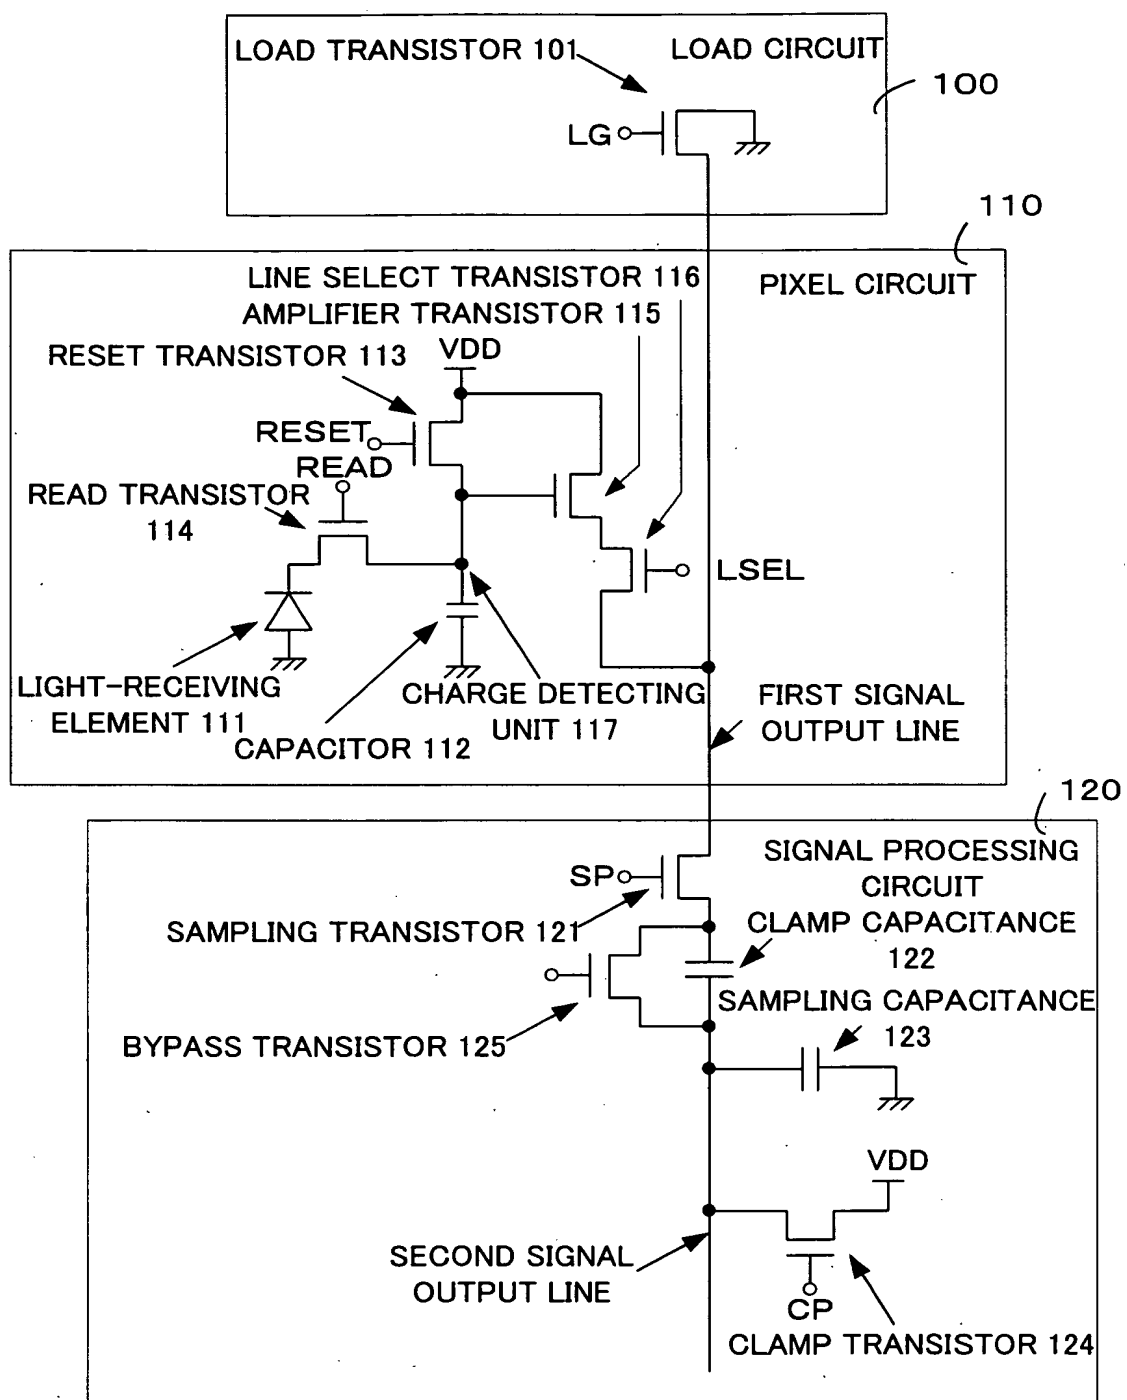 LOAD TRANSISTOR 101
LOAD CIRCUIT
100
LG
110
LINE SELECT TRANSISTOR 116
PIXEL CIRCUIT
AMPLIFIER TRANSISTOR 115
RESET TRANSISTOR 113
VDD
RESET
READ
READ TRANSISTOR
114
LSEL
LIGHT-RECEIVING
ELEMENT 111
CAPACITOR 112
CHARGE DETECTING
UNIT 117
FIRST SIGNAL
OUTPUT LINE
120
SIGNAL PROCESSING
CIRCUIT
SP
SAMPLING TRANSISTOR 121
CLAMP CAPACITANCE
122
SAMPLING CAPACITANCE
123
BYPASS TRANSISTOR 125
VDD
SECOND SIGNAL
OUTPUT LINE
CP
CLAMP TRANSISTOR 124